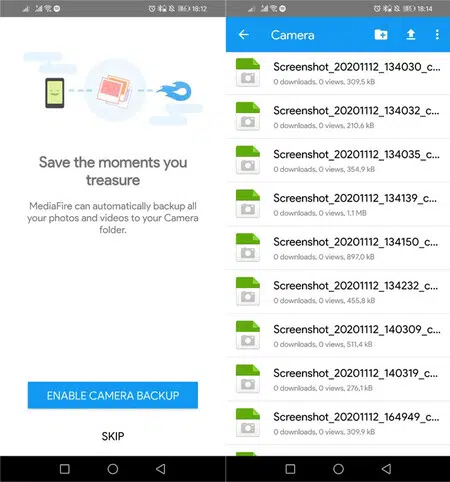 18:12
Save the moments you
treasure
MediaFire can automatically backup all
your photos and videos to your Camera
folder.
ENABLE CAMERA BACKUP
SKIP
18:14
Camera
Screenshot_20201112_134030_c...
0 downloads, 0 views, 309,5 kB
Screenshot_20201112_134032_c...
0 downloads, 0 views, 210,6 kB
Screenshot_20201112_134035_c...
0 downloads, 0 views, 354,9 kB
Screenshot_20201112_134139_c...
0 downloads, 0 views, 1,1 MB
Screenshot_20201112_134150_c...
0 downloads, 0 views, 897,0 kB
Screenshot_20201112_134232_c...
0 downloads, 0 views, 455,8 kB
Screenshot_20201112_140309_c...
0 downloads, 0 views, 511,4 kB
Screenshot_20201112_140319_c...
0 downloads, 0 views, 276,1 kB
Screenshot_20201112_164949_c...
0 downloads, 0 views, 309,9 kB